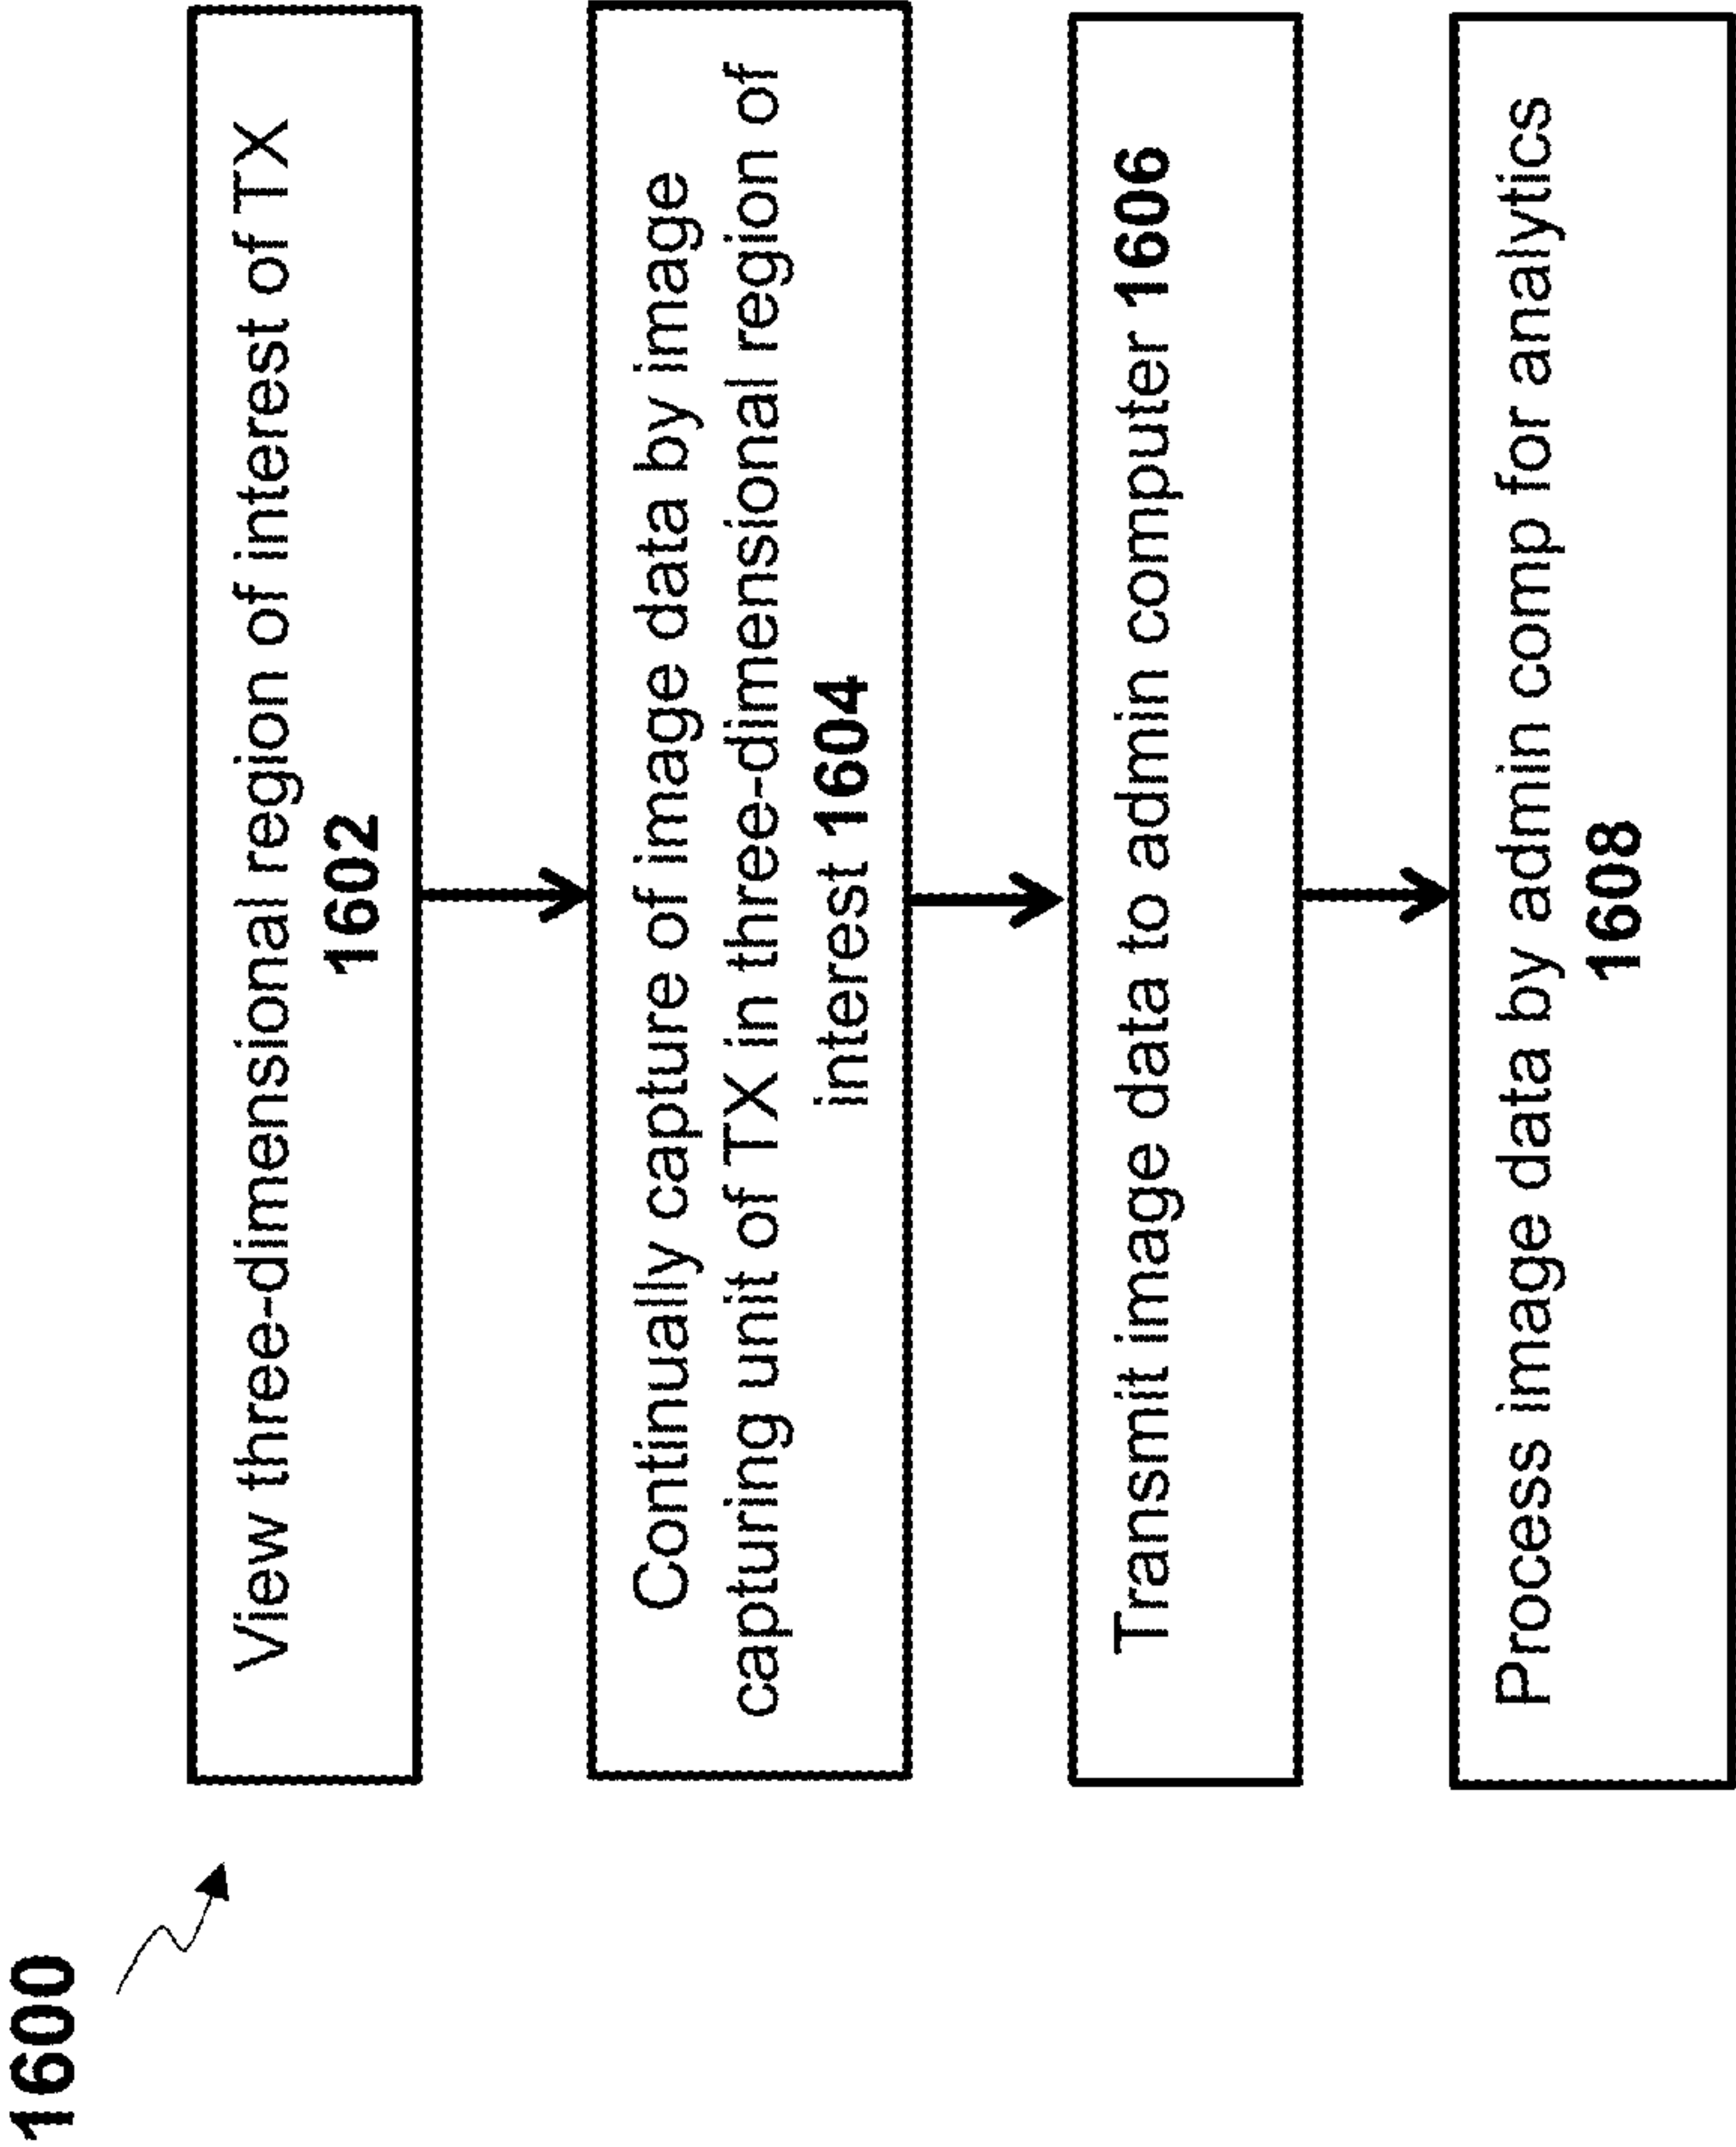 1600
View three-dimensional region of interest of TX
1602
Continually capture of image data by image
capturing unit of TX in three-dimensional region of
interest 1604
Transmit image data to admin computer 1606
Process image data by admin comp for analytics
1608